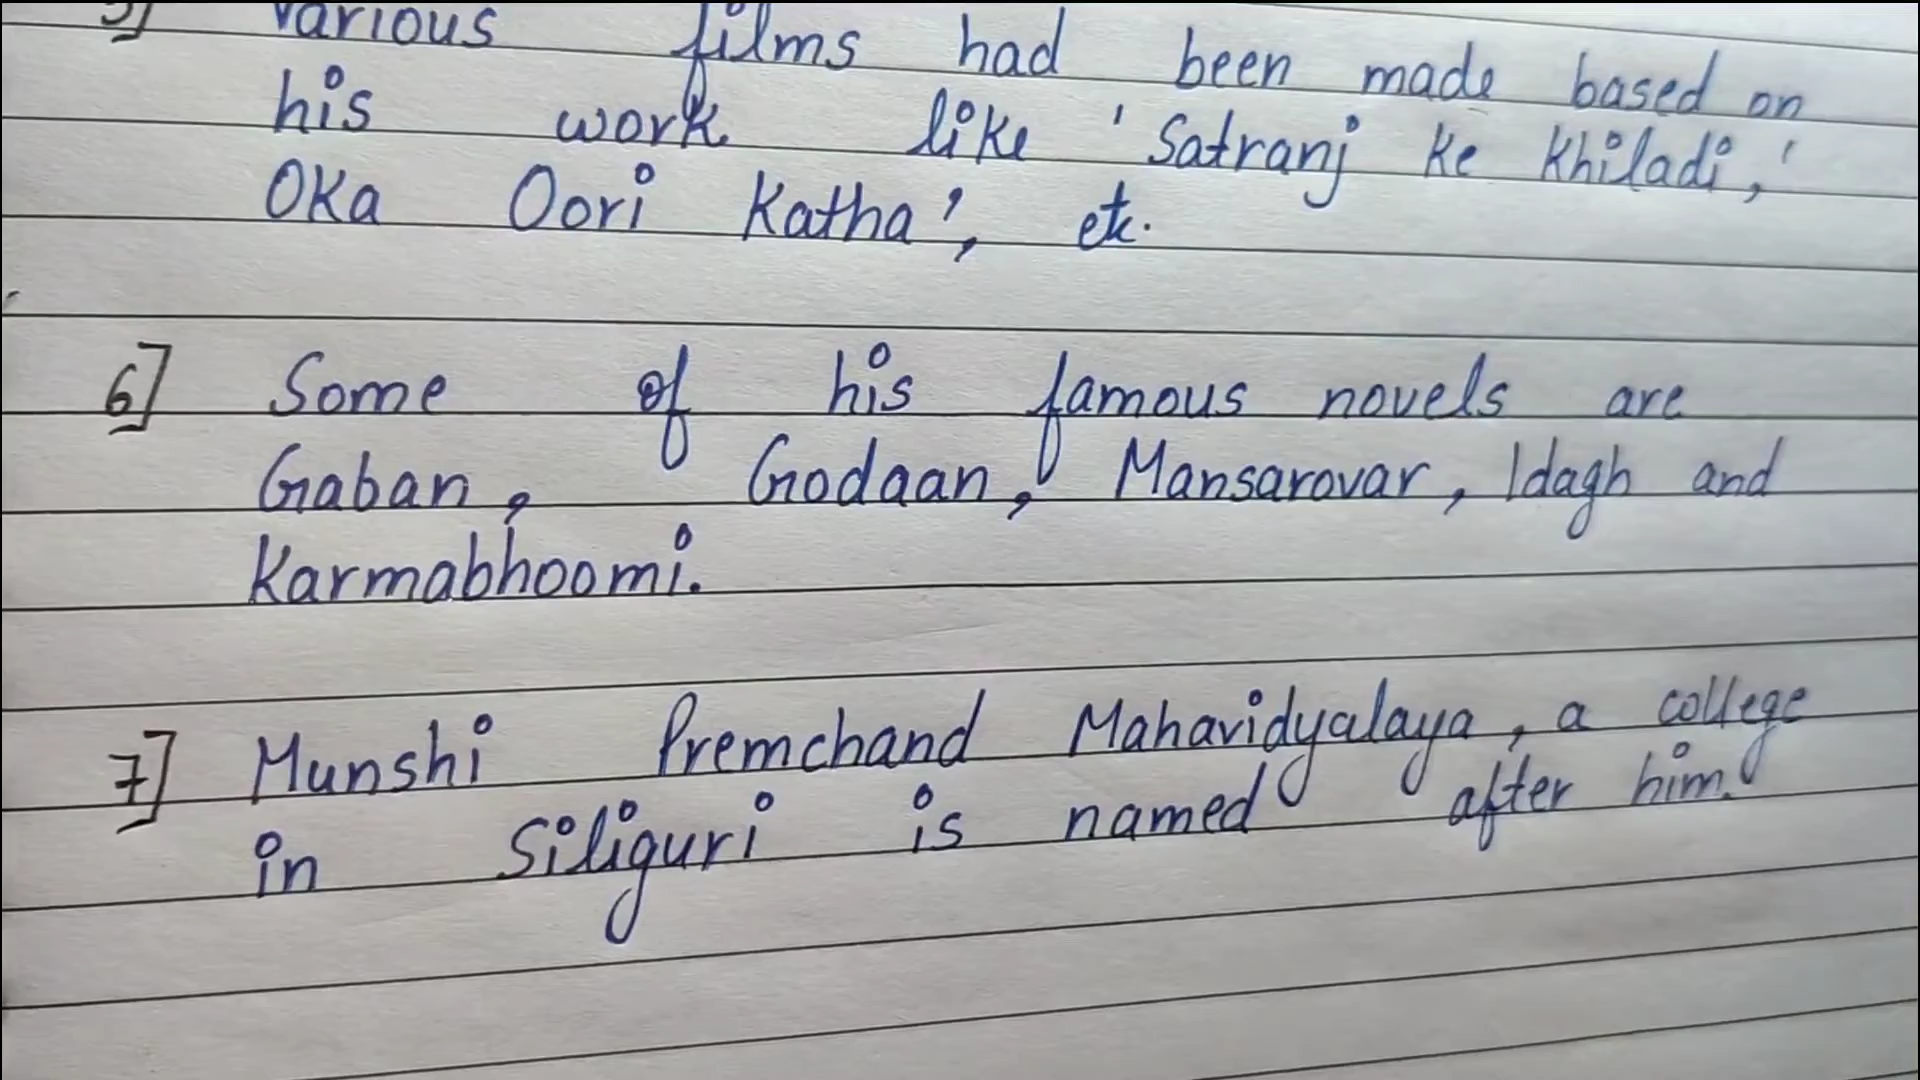 5] Various films had been made based on
his work like 'Satranj ke Khiladi,'
Oka Oori Katha', etc.
6] Some of his famous novels are
Gaban, Godaan, Mansarovar, Idagh and
Karmabhoomi.
7] Munshi Premchand Mahavidyalaya, a college
in Siliguri is named after him.